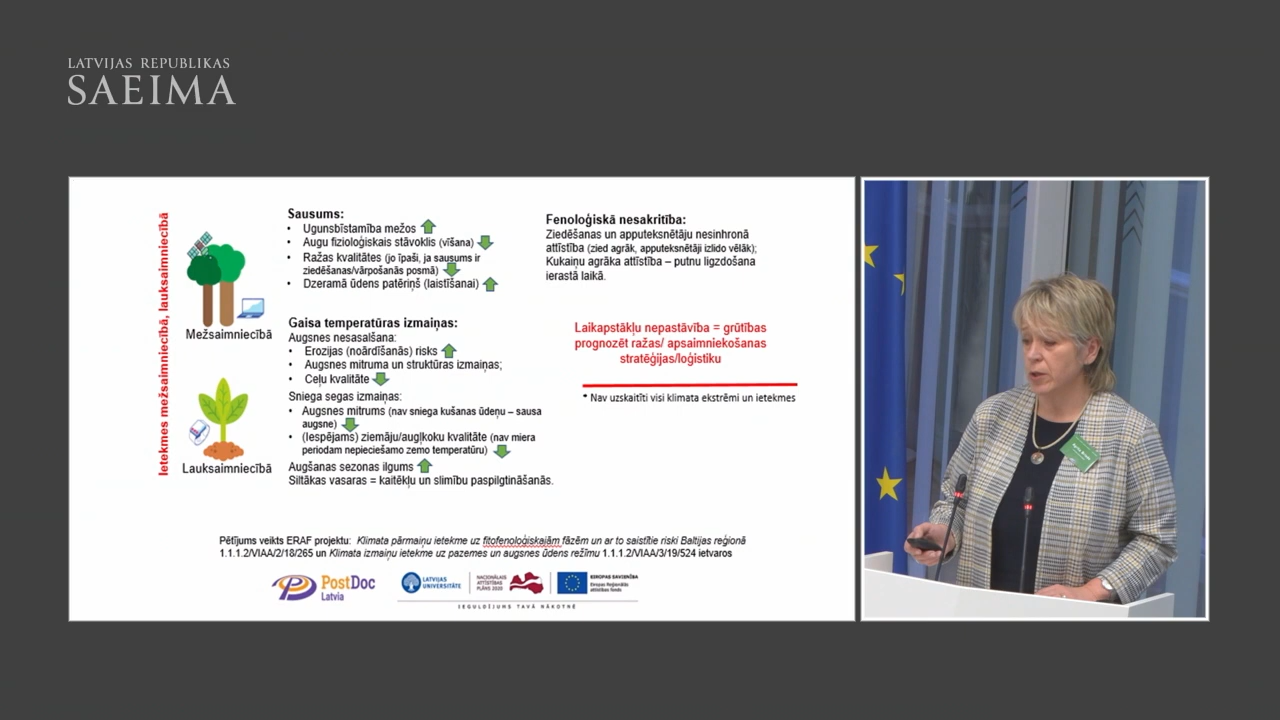 LATVIJAS REPUBLIKAS
SAEIMA
Ietekmes mežsaimniecībā, lauksaimniecībā
Mežsaimniecībā
Lauksaimniecībā
Sausums:
• Ugunsbīstamība mežos
• Augu fizioloģiskais stāvoklis (vīšana)
• Ražas kvalitātes (jo īpaši, ja sausums ir
ziedēšanas/vārpošanās posmā)
• Dzeramā ūdens patēriņš (laistīšanai)
Gaisa temperatūras izmaiņas:
Augsnes nesasalšana:
• Erozijas (noārdīšanās) risks
• Augsnes mitruma un struktūras izmaiņas;
• Ceļu kvalitāte
Sniega segas izmaiņas:
• Augsnes mitrums (nav sniega kušanas ūdeņu – sausa
augsne)
• (Iespējams) ziemāju/augļkoku kvalitāte (nav miera
periodam nepieciešamo zemo temperatūru)
Augšanas sezonas ilgums
Siltākas vasaras = kaitēkļu un slimību paspilgtināšanās.
Fenoloģiskā nesakritība:
Ziedēšanas un apputeksnētāju nesinhronā
attīstība (zied agrāk, apputeksnētāji izlido vēlāk);
Kukaiņu agrāka attīstība – putnu ligzdošana
ierastā laikā.
Laikapstākļu nepastāvība = grūtības
prognozēt ražas/ apsaimniekošanas
stratēģijas/loģistiku
* Nav uzskaitīti visi klimata ekstrēmi un ietekmes
Pētījums veikts ERAF projektu: Klimata pārmaiņu ietekme uz fitofenoloģiskajām fāzēm un ar to saistītie riski Baltijas reģionā
1.1.1.2/VIAA/2/18/265 un Klimata izmaiņu ietekme uz pazemes un augsnes ūdens režīmu 1.1.1.2/VIAA/3/19/524 ietvaros
PostDoc
Latvia
LATVIJAS
UNIVERSITĀTE
NACIONĀLAIS
ATTĪSTĪBAS
PLĀNS 2020
EIROPAS SAVIENĪBA
Eiropas Reģionālās
attīstības fonds
IEGULDĪJUMS TAVĀ NĀKOTNĒ